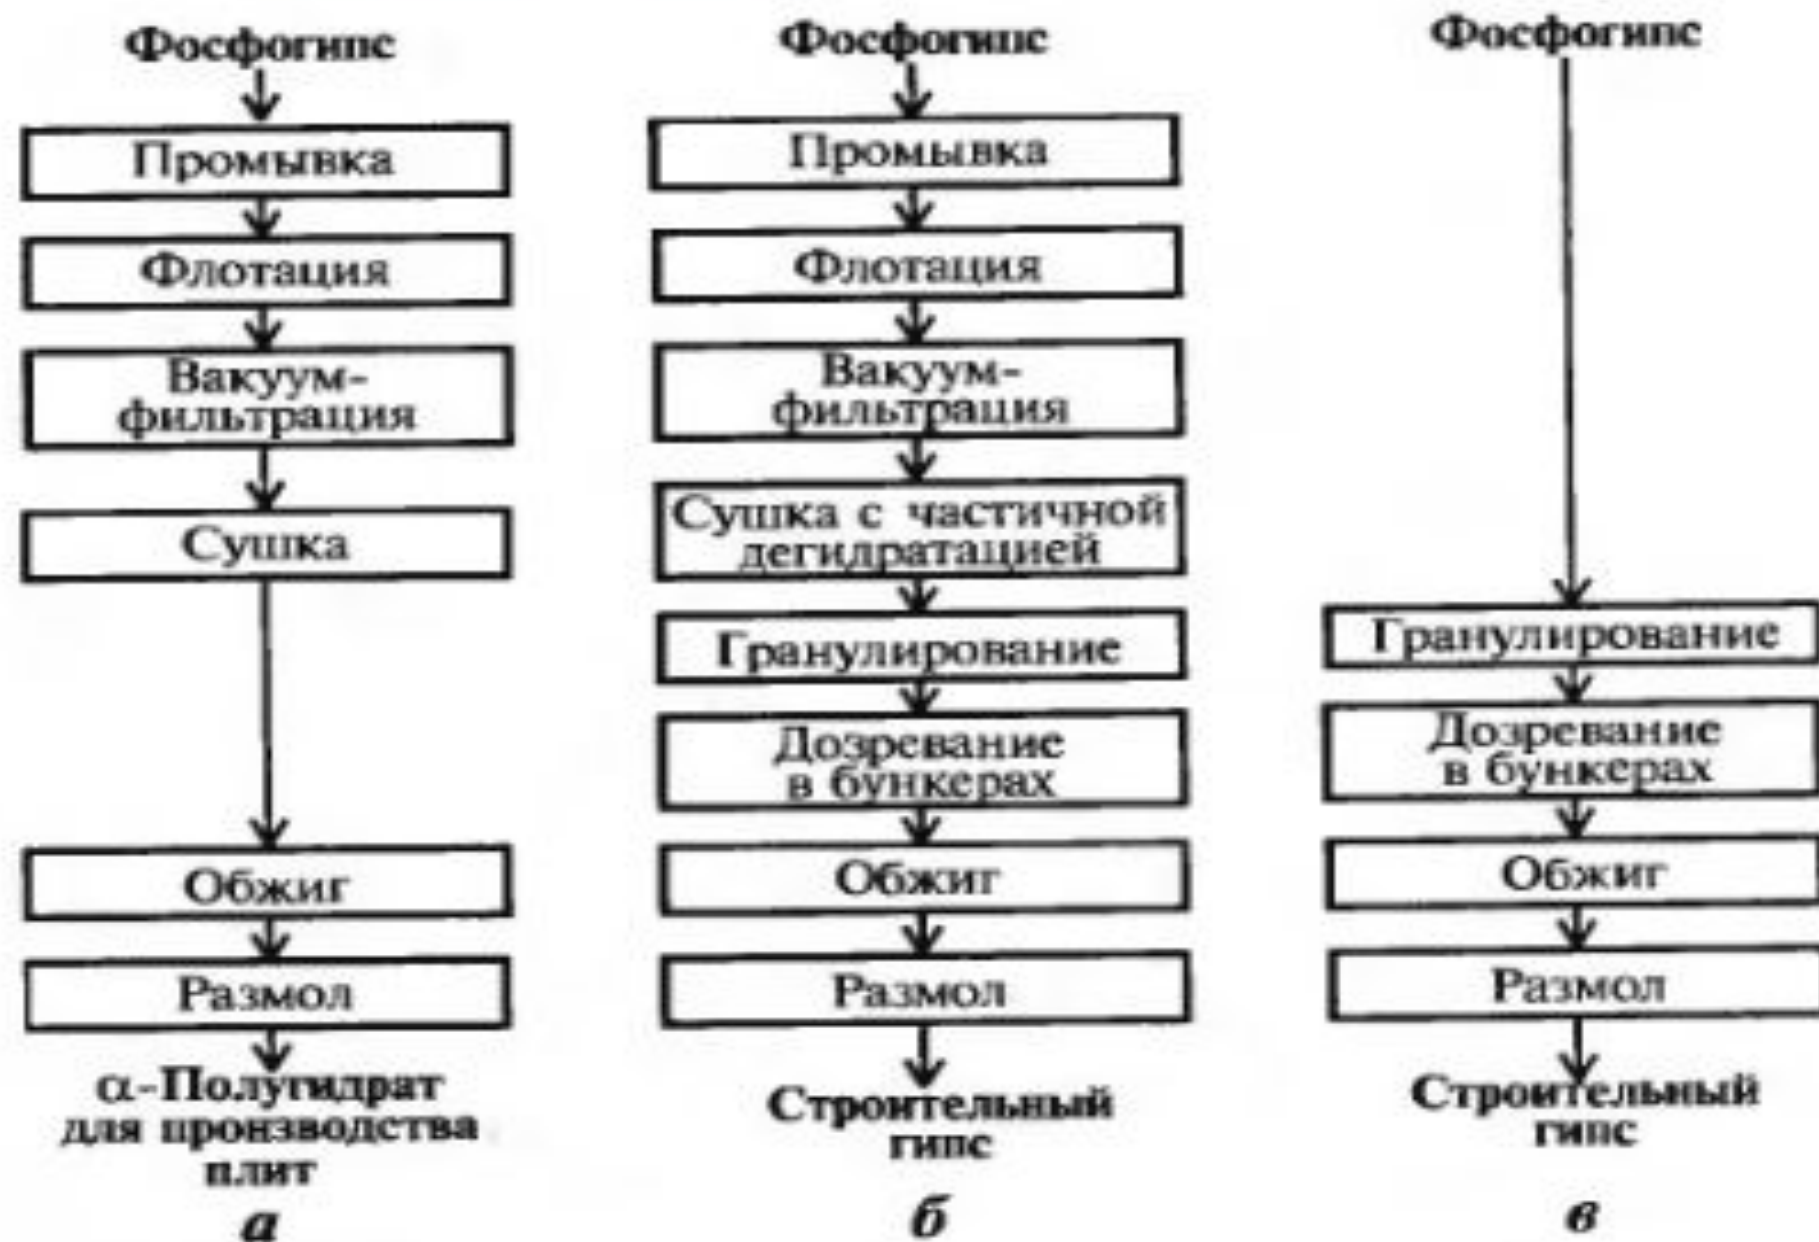 Фосфогипс
Промывка
Флотация
Вакуум-
фильтрация
Сушка
Обжиг
Размол
α-Полугидрат
для производства
плит
а
Фосфогипс
Промывка
Флотация
Вакуум-
фильтрация
Сушка с частичной
дегидратацией
Гранулирование
Дозревание
в бункерах
Обжиг
Размол
Строительный
гипс
б
Фосфогипс
Гранулирование
Дозревание
в бункерах
Обжиг
Размол
Строительный
гипс
в